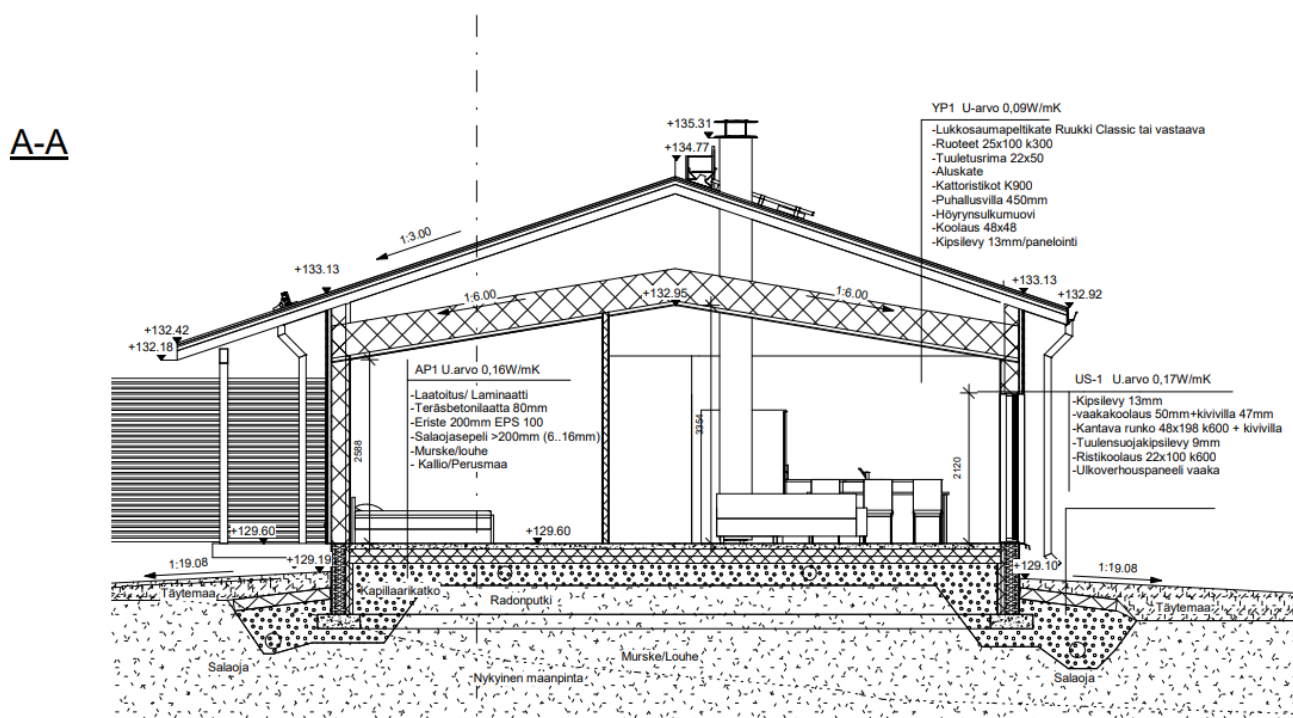 A-A
+135.31
+134.77
YP1 U-arvo 0,09W/mK
-Lukkosaumapeltikate Ruukki Classic tai vastaava
-Ruoteet 25x100 k300
-Tuuletusrima 22x50
-Aluskate
-Kattoristikot K900
-Puhallusvilla 450mm
-Höyrynsulkumuovi
-Koolaus 48x48
-Kipsilevy 13mm/panelointi
1:3.00
+133.13
+133.13
+132.92
1:6.00
+132.95
1:6.00
+132.42
+132.18
AP1 U.arvo 0,16W/mK
-Laatoitus/ Laminaatti
-Teräsbetonilaatta 80mm
-Eriste 200mm EPS 100
-Salaojasepeli >200mm (6..16mm)
-Murske/louhe
- Kallio/Perusmaa
US-1 U.arvo 0,17W/mK
-Kipsilevy 13mm
-vaakakoolaus 50mm+kivivilla 47mm
-Kantava runko 48x198 k600 + kivivilla
-Tuulensuojakipsilevy 9mm
-Ristikoolaus 22x100 k600
-Ulkoverhouspaneeli vaaka
2588
3354
2120
+129.60
+129.60
1:19.08
+129.19
+129.10
1:19.08
Täytemaa
Kapillaarikatko
Radonputki
Täytemaa
Salaoja
Murske/Louhe
Nykyinen maanpinta
Salaoja